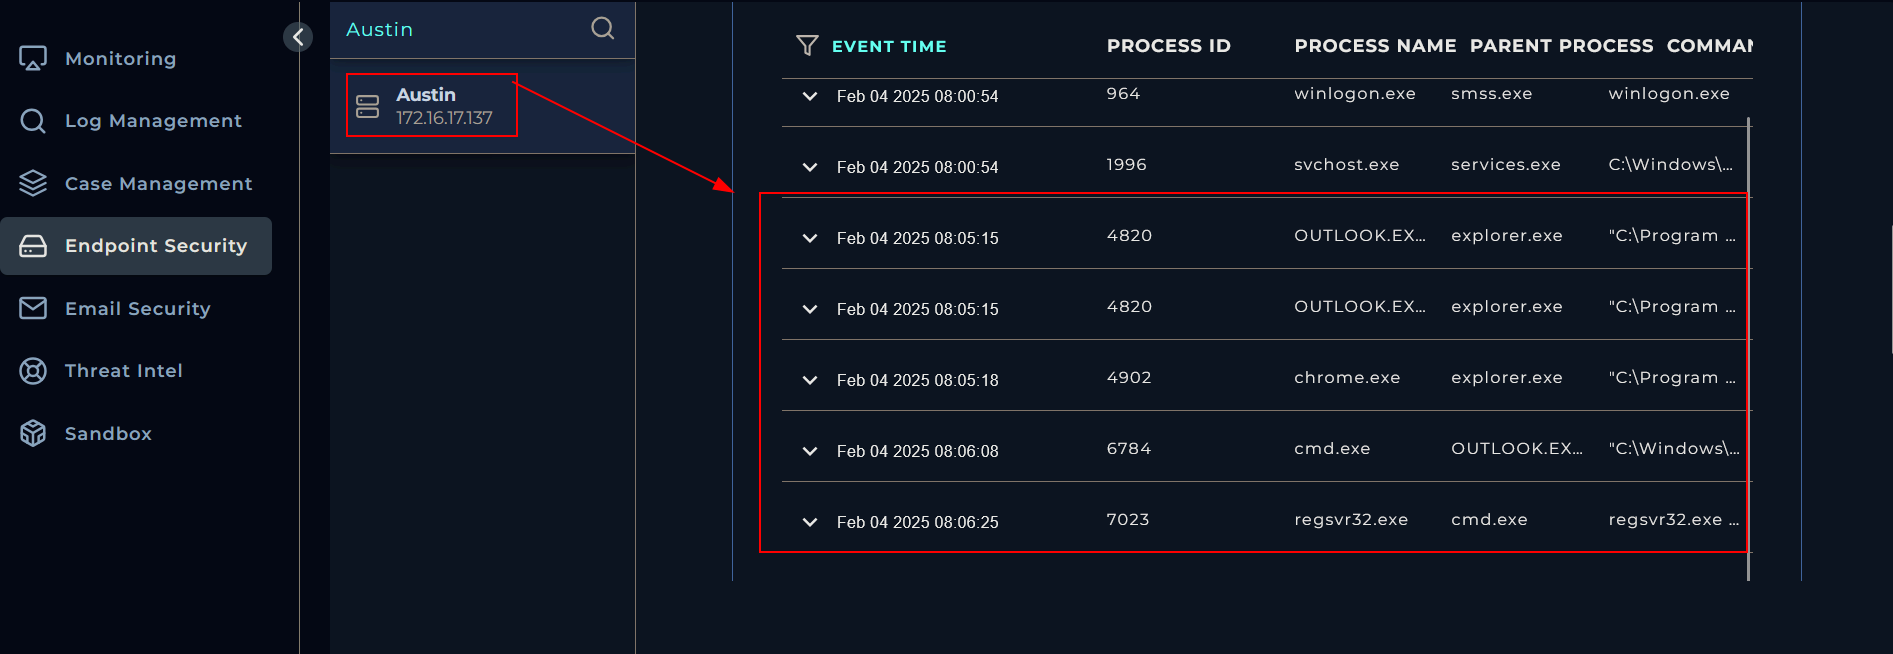 Monitoring
Log Management
Case Management
Endpoint Security
Email Security
Threat Intel
Sandbox
Austin
Austin
172.16.17.137
EVENT TIME PROCESS ID PROCESS NAME PARENT PROCESS COMMAN
Feb 04 2025 08:00:54 964 winlogon.exe smss.exe winlogon.exe
Feb 04 2025 08:00:54 1996 svchost.exe services.exe C:\Windows\...
Feb 04 2025 08:05:15 4820 OUTLOOK.EX... explorer.exe "C:\Program ...
Feb 04 2025 08:05:15 4820 OUTLOOK.EX... explorer.exe "C:\Program ...
Feb 04 2025 08:05:18 4902 chrome.exe explorer.exe "C:\Program ...
Feb 04 2025 08:06:08 6784 cmd.exe OUTLOOK.EX... "C:\Windows\...
Feb 04 2025 08:06:25 7023 regsvr32.exe cmd.exe regsvr32.exe ...